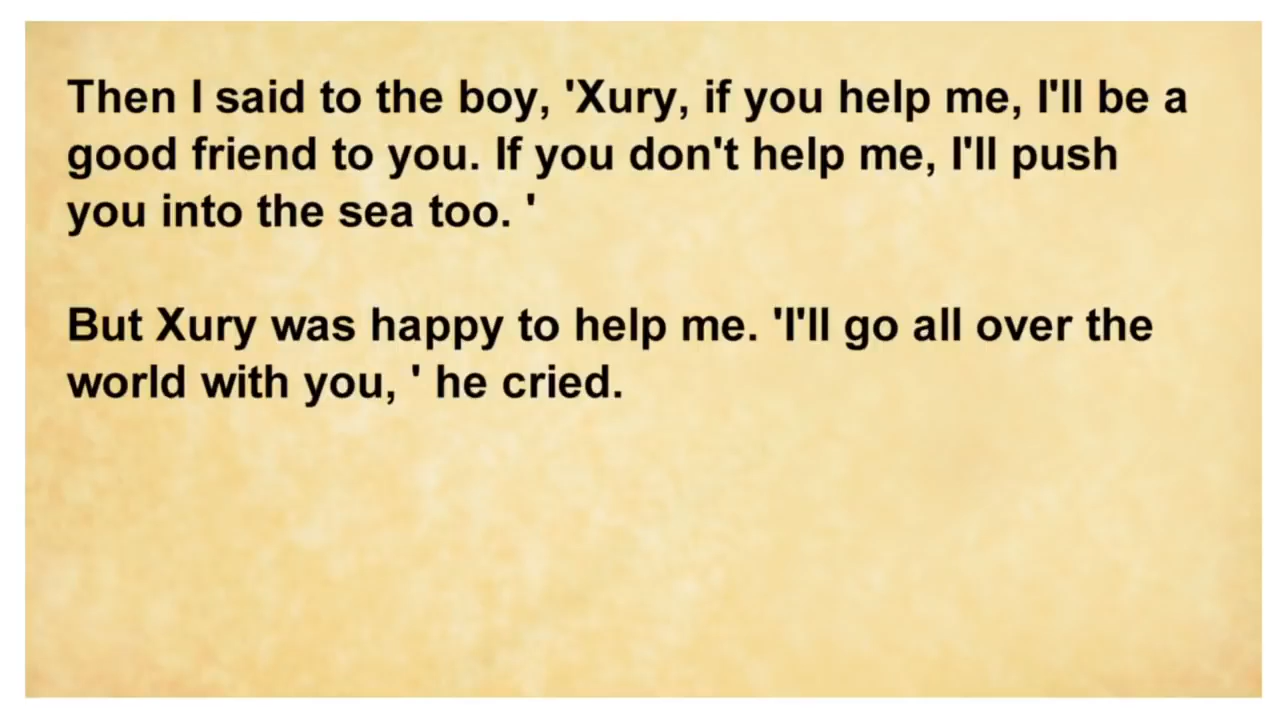 Then I said to the boy, 'Xury, if you help me, I'll be a
good friend to you. If you don't help me, I'll push
you into the sea too. '
But Xury was happy to help me. 'I'll go all over the
world with you, ' he cried.